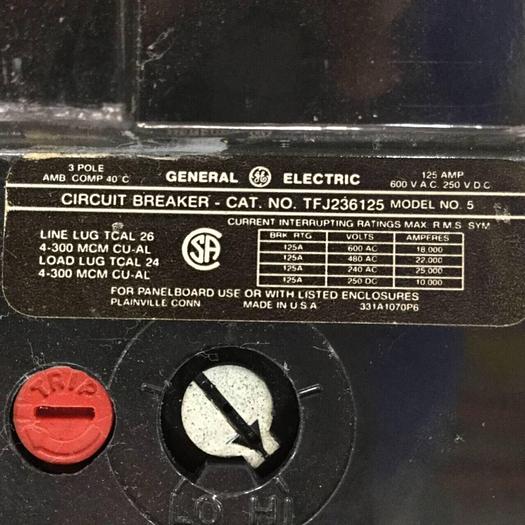 3 POLE
AMB. COMP 40°C
GENERAL GE ELECTRIC
125 AMP
600 V A.C. 250 V D C
CIRCUIT BREAKER - CAT. NO. TFJ236125 MODEL NO. 5
LINE LUG TCAL 26
4-300 MCM CU-AL
LOAD LUG TCAL 24
4-300 MCM CU-AL
SA
CURRENT INTERRUPTING RATINGS MAX. R.M.S. SYM.
BRK. RTG. VOLTS AMPERES
125A 600 AC 18,000
125A 480 AC 22,000
125A 240 AC 25,000
125A 250 DC 10,000
FOR PANELBOARD USE OR WITH LISTED ENCLOSURES
PLAINVILLE CONN. MADE IN U.S.A. 331A1070P6
TRIP
LO HI